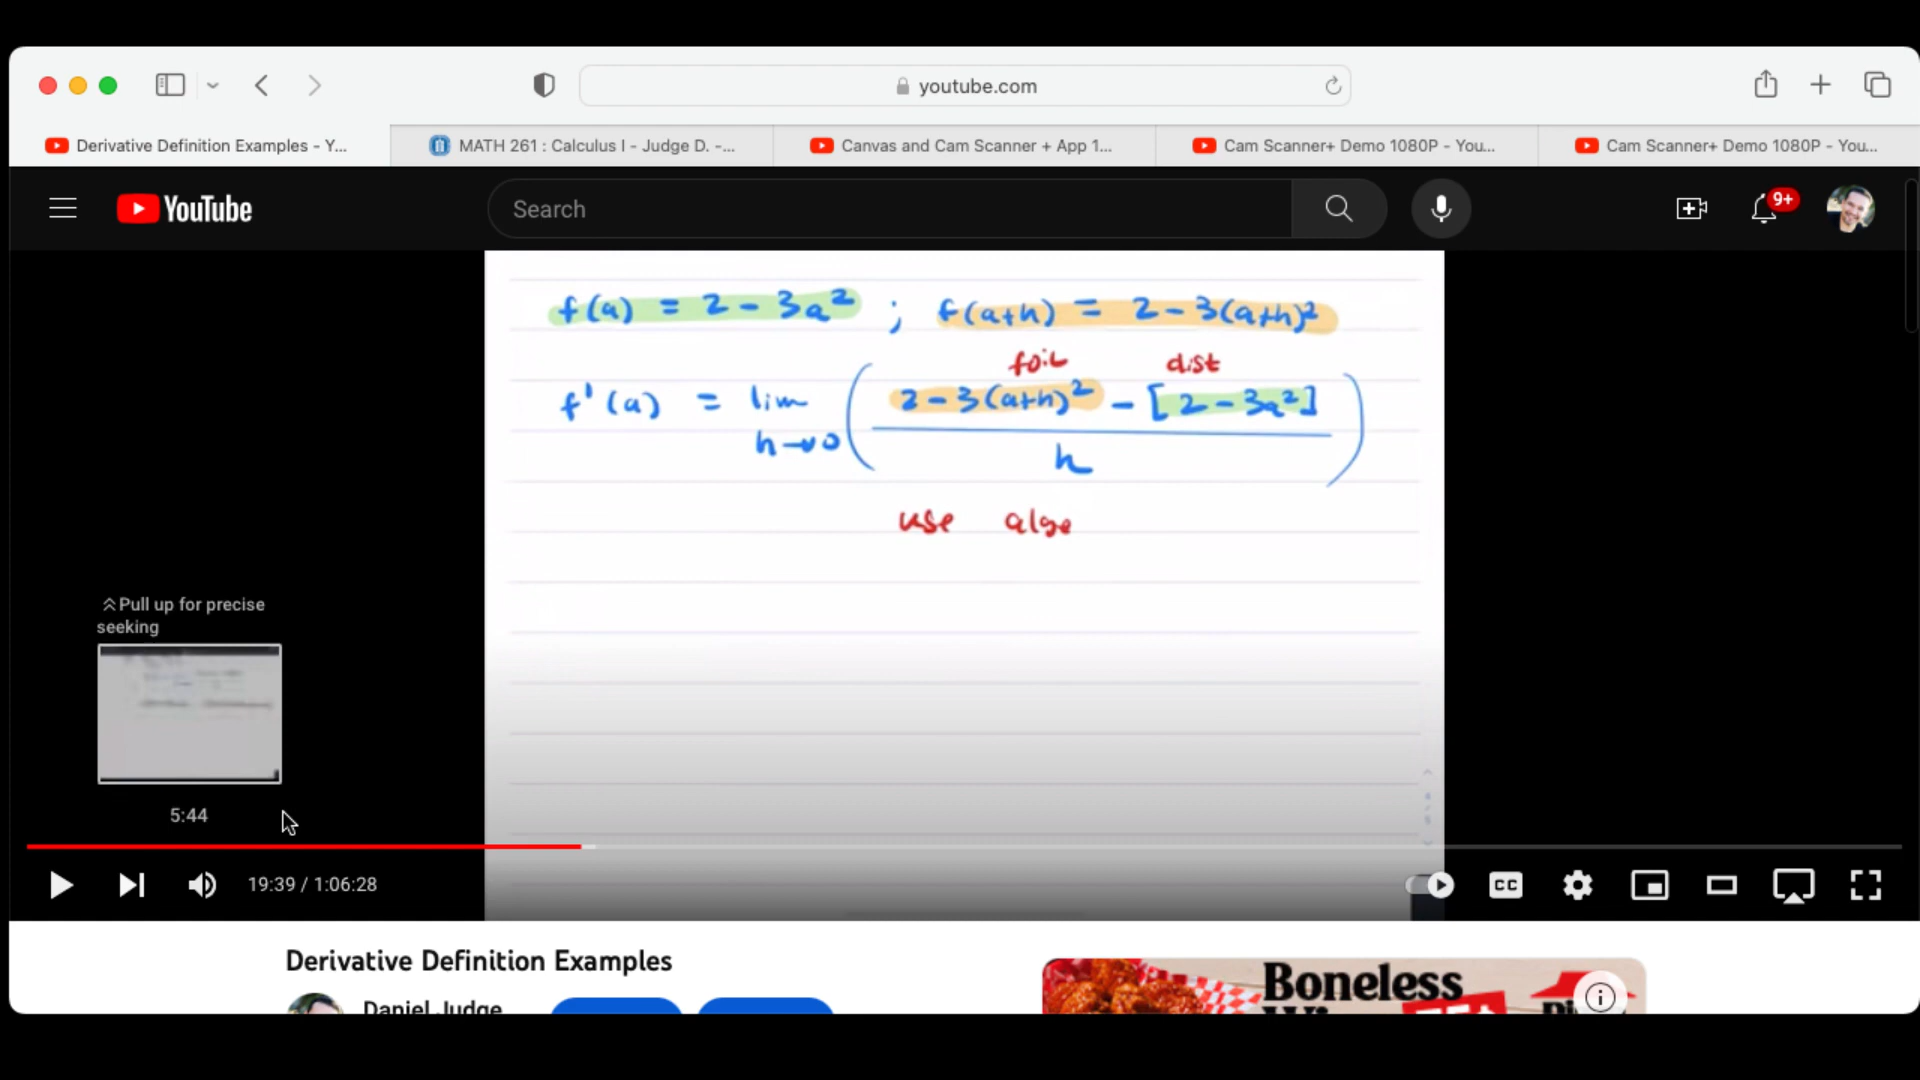 youtube.com
Derivative Definition Examples - Y...
MATH 261 : Calculus I - Judge D. -...
Canvas and Cam Scanner + App 1...
Cam Scanner+ Demo 1080P - You...
Cam Scanner+ Demo 1080P - You...
YouTube
Search
9+
f(a) = 2 - 3a² ; f(a+h) = 2 - 3(a+h)²
foil dist
f'(a) = lim ( 2 - 3(a+h)² - [2 - 3a²] )
h→0 h
use alge
Pull up for precise
seeking
5:44
19:39 / 1:06:28
CC
Derivative Definition Examples
Daniel Judge
Boneless